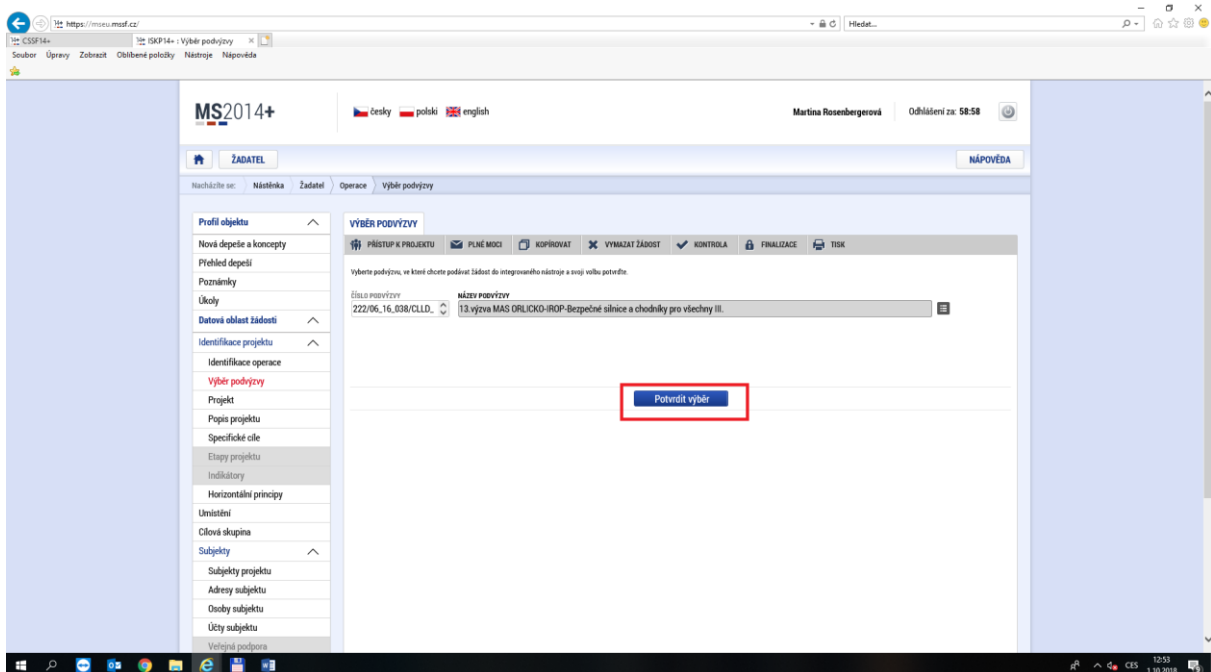 https://mseu.mssf.cz/
Hledat...
CSSF14+
ISKP14+ : Výběr podvýzvy
Soubor Úpravy Zobrazit Oblíbené položky Nástroje Nápověda
MS2014+
česky polski english
Martina Rosenbergerová
Odhlášení za: 58:58
ŽADATEL
NÁPOVĚDA
Nacházíte se: Nástěnka Žadatel Operace Výběr podvýzvy
Profil objektu
Nová depeše a koncepty
Přehled depeší
Poznámky
Úkoly
Datová oblast žádosti
Identifikace projektu
Identifikace operace
Výběr podvýzvy
Projekt
Popis projektu
Specifické cíle
Etapy projektu
Indikátory
Horizontální principy
Umístění
Cílová skupina
Subjekty
Subjekty projektu
Adresy subjektu
Osoby subjektu
Účty subjektu
Veřejná podpora
VÝBĚR PODVÝZVY
PŘÍSTUP K PROJEKTU PLNÉ MOCI KOPÍROVAT VYMAZAT ŽÁDOST KONTROLA FINALIZACE TISK
Vyberte podvýzvu, ve které chcete podávat žádost do integrovaného nástroje a svoji volbu potvrďte.
ČÍSLO PODVÝZVY NÁZEV PODVÝZVY
222/06_16_038/CLLD_ 13.výzva MAS ORLICKO-IROP-Bezpečné silnice a chodníky pro všechny III.
Potvrdit výběr
CES
12:53
1.10.2018